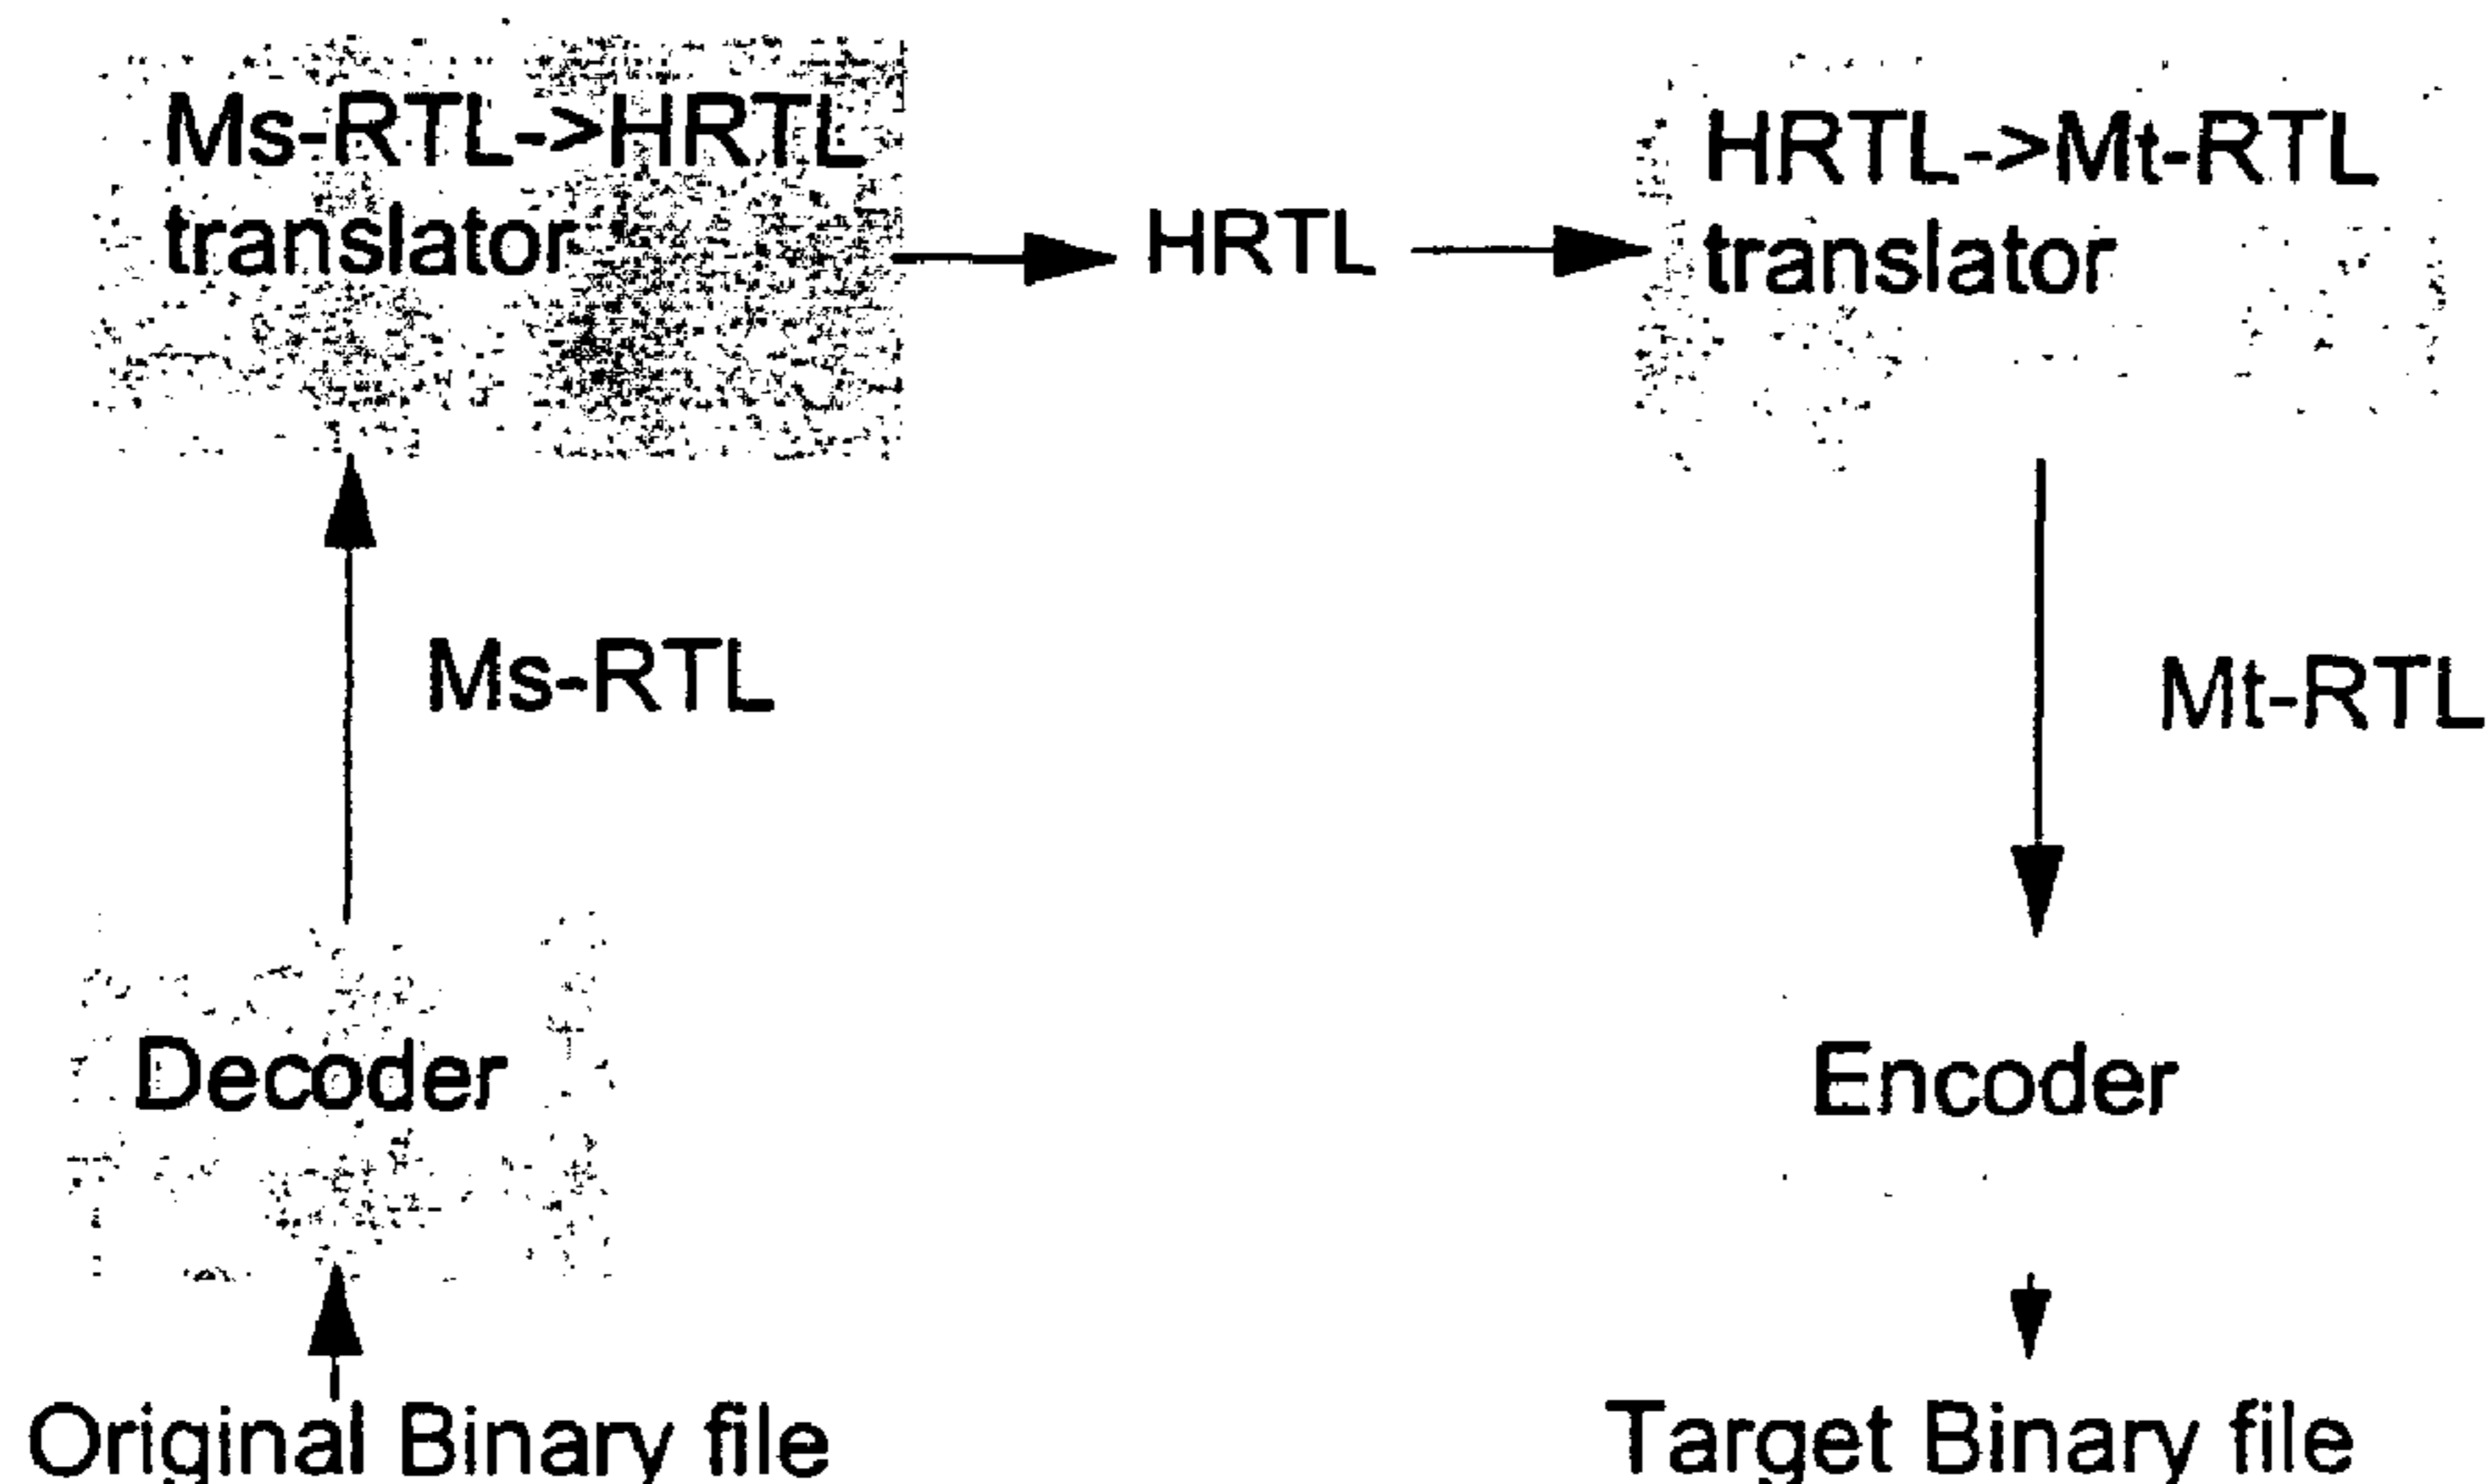 Ms-RTL->HRTL
translator
HRTL
HRTL->Mt-RTL
translator
Ms-RTL
Mt-RTL
Decoder
Encoder
Original Binary file
Target Binary file